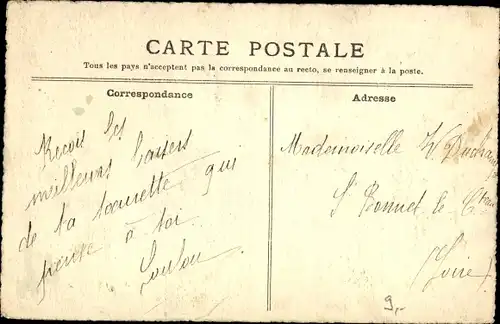 CARTE POSTALE
Tous les pays n'acceptent pas la correspondance au recto, se renseigner à la poste.
Correspondance
Reçois les
meilleurs baisers
de ta qui
pense à toi
Loulou
Adresse
Mademoiselle
St Bonnet le
(Loire)
9,-